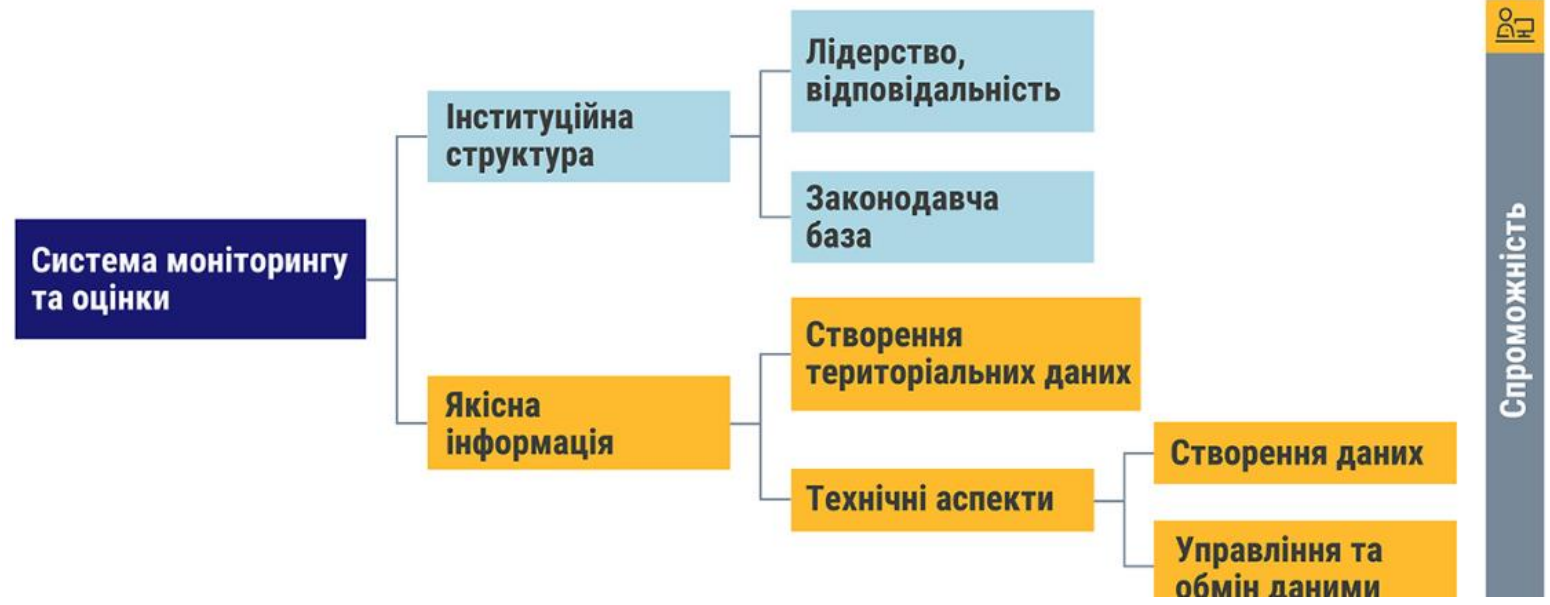 Лідерство,
відповідальність
Інституційна
структура
Законодавча
база
Система моніторингу
та оцінки
Створення
територіальних даних
Якісна
інформація
Створення даних
Технічні аспекти
Управління та
обмін даними
Спроможність